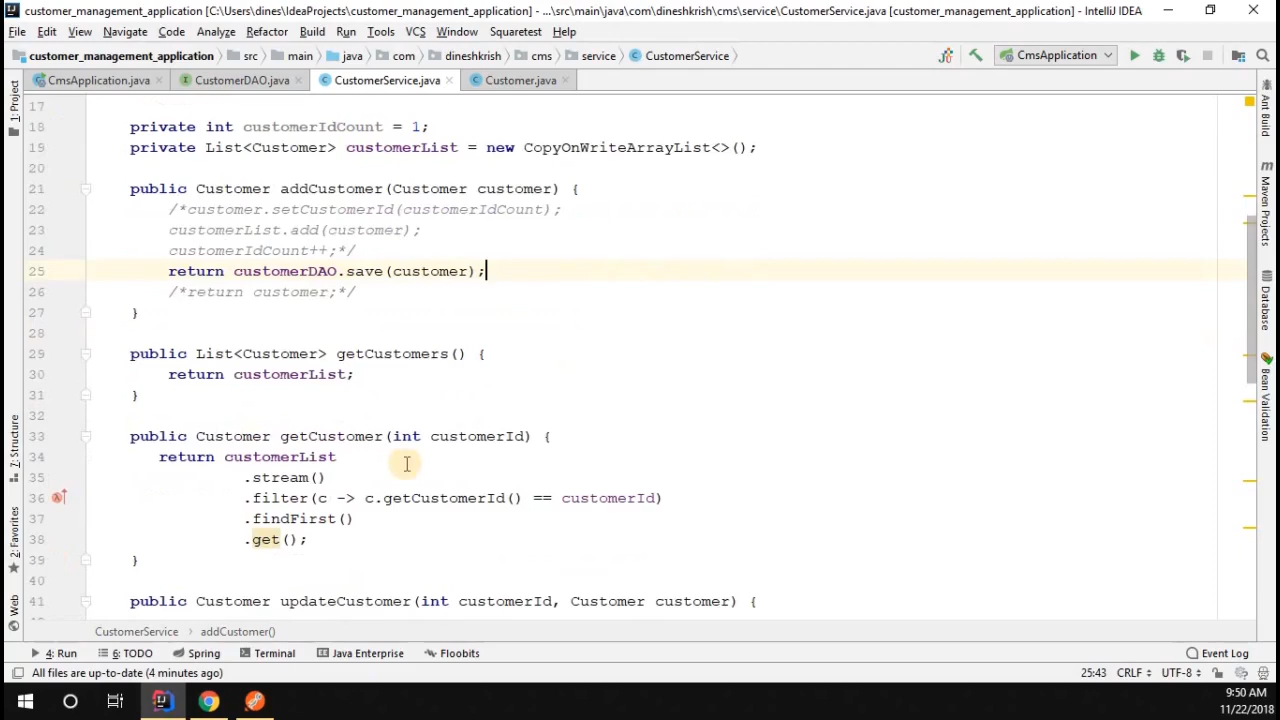 customer_management_application [C:\Users\dines\IdeaProjects\customer_management_application] - ...\src\main\java\com\dineshkrish\cms\service\CustomerService.java [customer_management_application] - IntelliJ IDEA
File Edit View Navigate Code Analyze Refactor Build Run Tools VCS Window Squaretest Help
customer_management_application src main java com dineshkrish cms service CustomerService CmsApplication
CmsApplication.java CustomerDAO.java CustomerService.java Customer.java
1: Project
7: Structure
2: Favorites
Web
Ant Build
Maven Projects
Database
Bean Validation
17
18 private int customerIdCount = 1;
19 private List<Customer> customerList = new CopyOnWriteArrayList<>();
20
21 public Customer addCustomer(Customer customer) {
22 /*customer.setCustomerId(customerIdCount);
23 customerList.add(customer);
24 customerIdCount++;*/
25 return customerDAO.save(customer);
26 /*return customer;*/
27 }
28
29 public List<Customer> getCustomers() {
30 return customerList;
31 }
32
33 public Customer getCustomer(int customerId) {
34 return customerList
35 .stream()
36 .filter(c -> c.getCustomerId() == customerId)
37 .findFirst()
38 .get();
39 }
40
41 public Customer updateCustomer(int customerId, Customer customer) {
CustomerService addCustomer()
4: Run 6: TODO Spring Terminal Java Enterprise Floobits Event Log
All files are up-to-date (4 minutes ago) 25:43 CRLF UTF-8
9:50 AM
11/22/2018